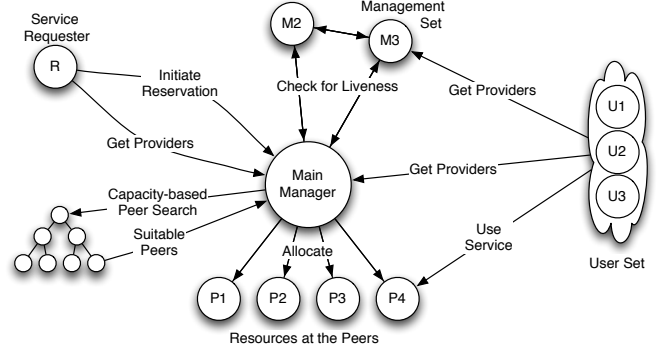 Service
Requester
R
M2
Management
Set
M3
Initiate
Reservation
Check for Liveness
Get Providers
U1
U2
U3
User Set
Get Providers
Main
Manager
Get Providers
Capacity-based
Peer Search
Suitable
Peers
Use
Service
Allocate
P1
P2
P3
P4
Resources at the Peers